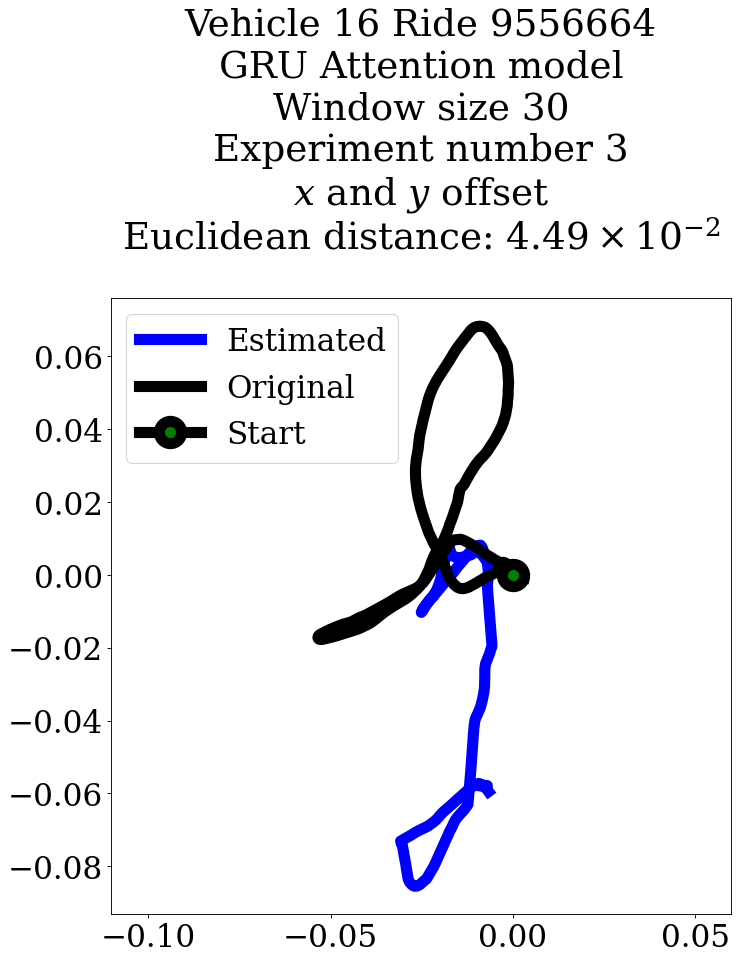 Vehicle 16 Ride 9556664
GRU Attention model
Window size 30
Experiment number 3
x and y offset
Euclidean distance: 4.49 × 10⁻²
Estimated
Original
Start
0.06
0.04
0.02
0.00
−0.02
−0.04
−0.06
−0.08
−0.10 −0.05 0.00 0.05